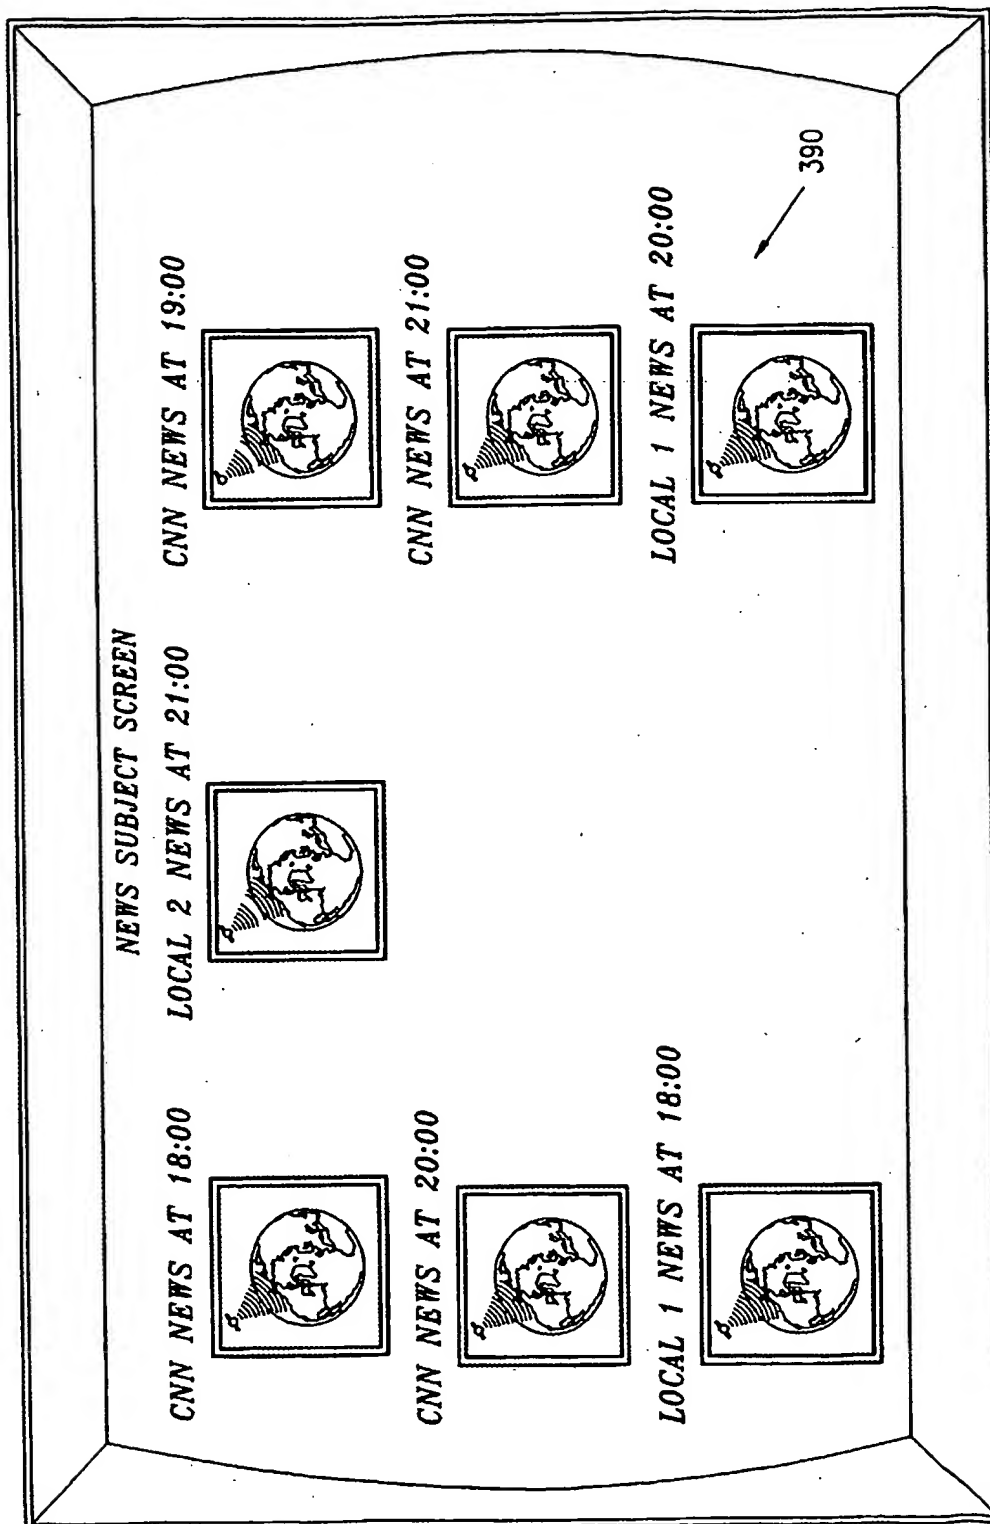 NEWS SUBJECT SCREEN
CNN NEWS AT 18:00
LOCAL 2 NEWS AT 21:00
CNN NEWS AT 19:00
CNN NEWS AT 20:00
CNN NEWS AT 21:00
LOCAL 1 NEWS AT 18:00
LOCAL 1 NEWS AT 20:00
390